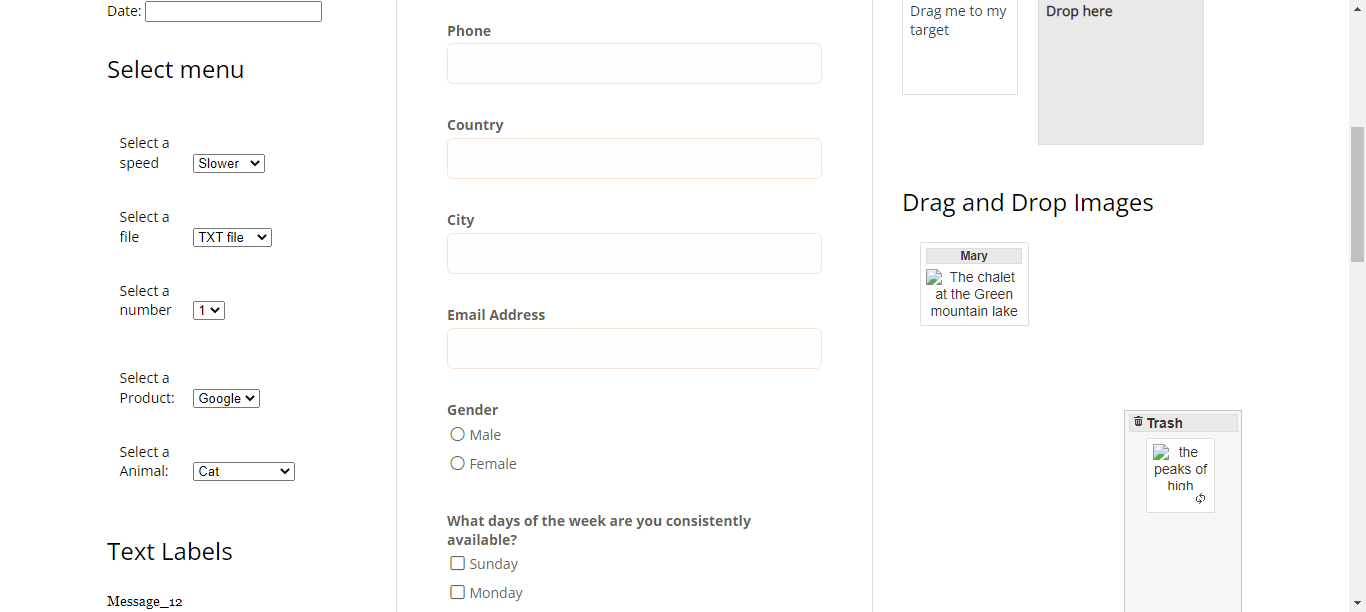 Date:
Select menu
Select a
speed
Slower
Select a
file
TXT file
Select a
number
1
Select a
Product:
Google
Select a
Animal:
Cat
Text Labels
Message_12
Phone
Country
City
Email Address
Gender
Male
Female
What days of the week are you consistently
available?
Sunday
Monday
Drag me to my
target
Drop here
Drag and Drop Images
Mary
The chalet
at the Green
mountain lake
Trash
the
peaks of
high